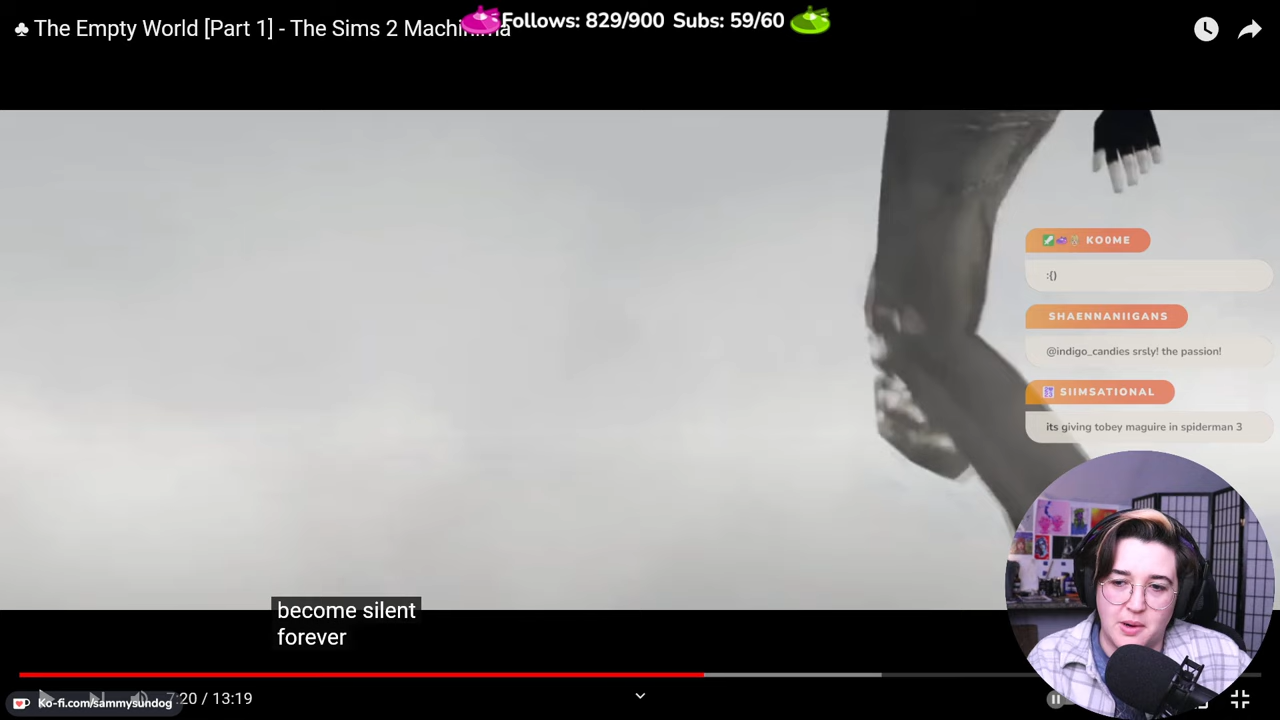 ♣ The Empty World [Part 1] - The Sims 2 Machinima
Follows: 829/900 Subs: 59/60
KO0ME
:()
SHAENNANIIGANS
@indigo_candies srsly! the passion!
SIIMSATIONAL
its giving tobey maguire in spiderman 3
become silent
forever
7:20 / 13:19
Ko-fi.com/sammysundog